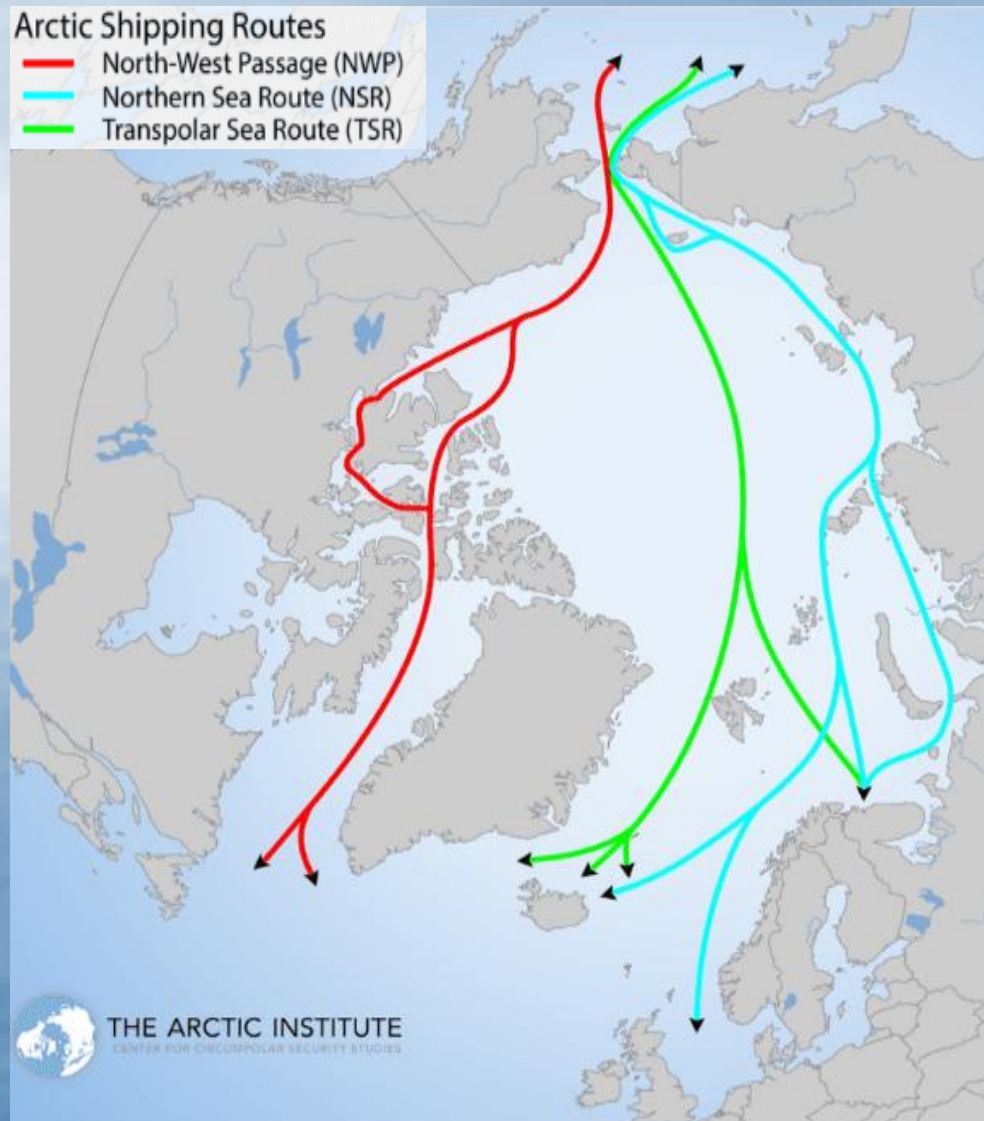 Arctic Shipping Routes
North-West Passage (NWP)
Northern Sea Route (NSR)
Transpolar Sea Route (TSR)
THE ARCTIC INSTITUTE
CENTER FOR CIRCUMPOLAR SECURITY STUDIES